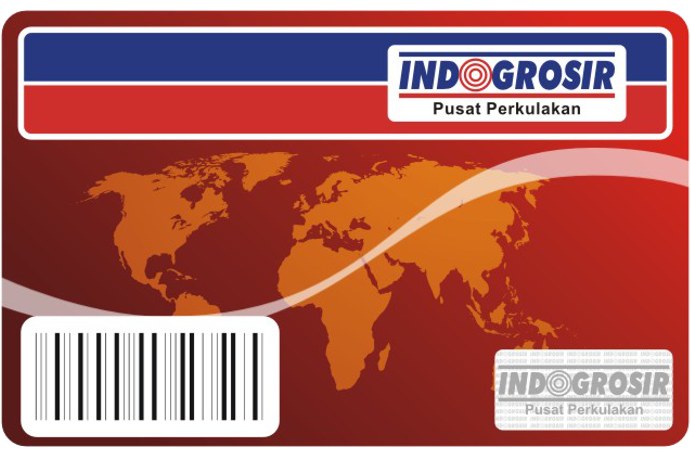 INDOGROSIR
Pusat Perkulakan
INDOGROSIR
Pusat Perkulakan